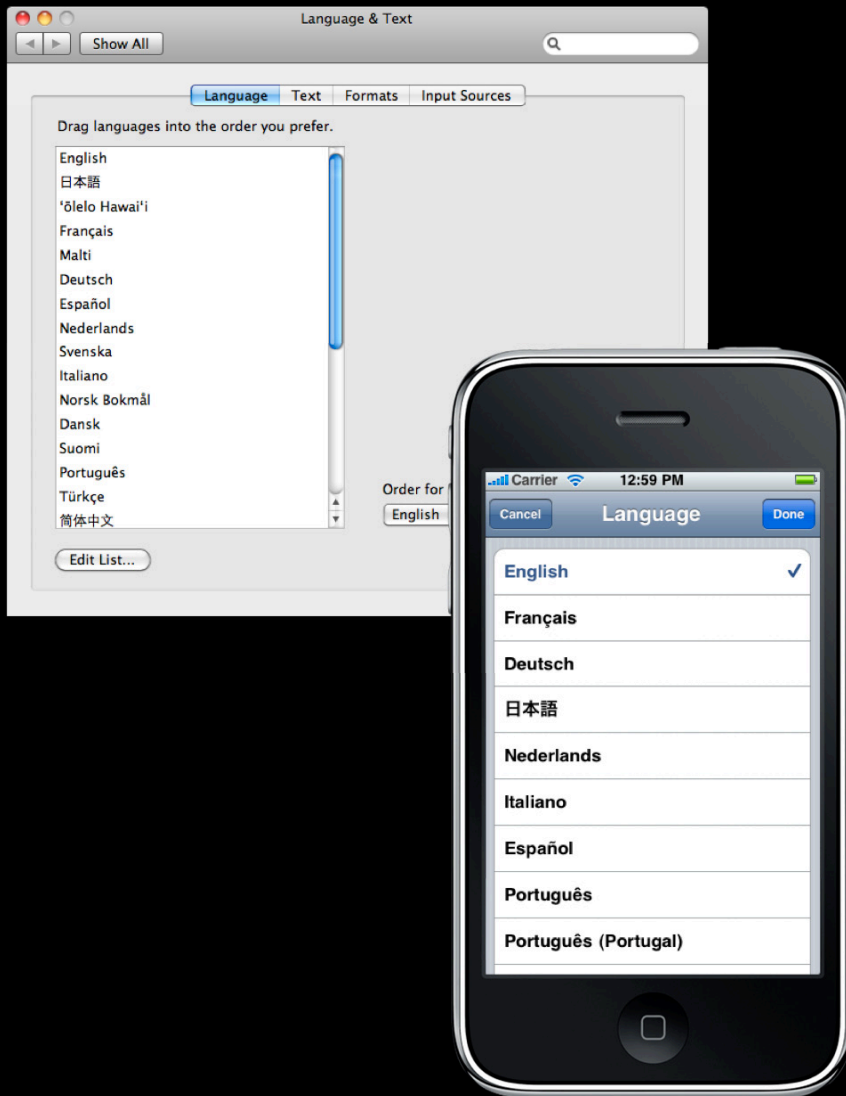 Language & Text
Show All
Language Text Formats Input Sources
Drag languages into the order you prefer.
English
日本語
ʻōlelo Hawaiʻi
Français
Malti
Deutsch
Español
Nederlands
Svenska
Italiano
Norsk Bokmål
Dansk
Suomi
Português
Türkçe
简体中文
Order for
English
Edit List...
Carrier 12:59 PM
Cancel Language Done
English
Français
Deutsch
日本語
Nederlands
Italiano
Español
Português
Português (Portugal)